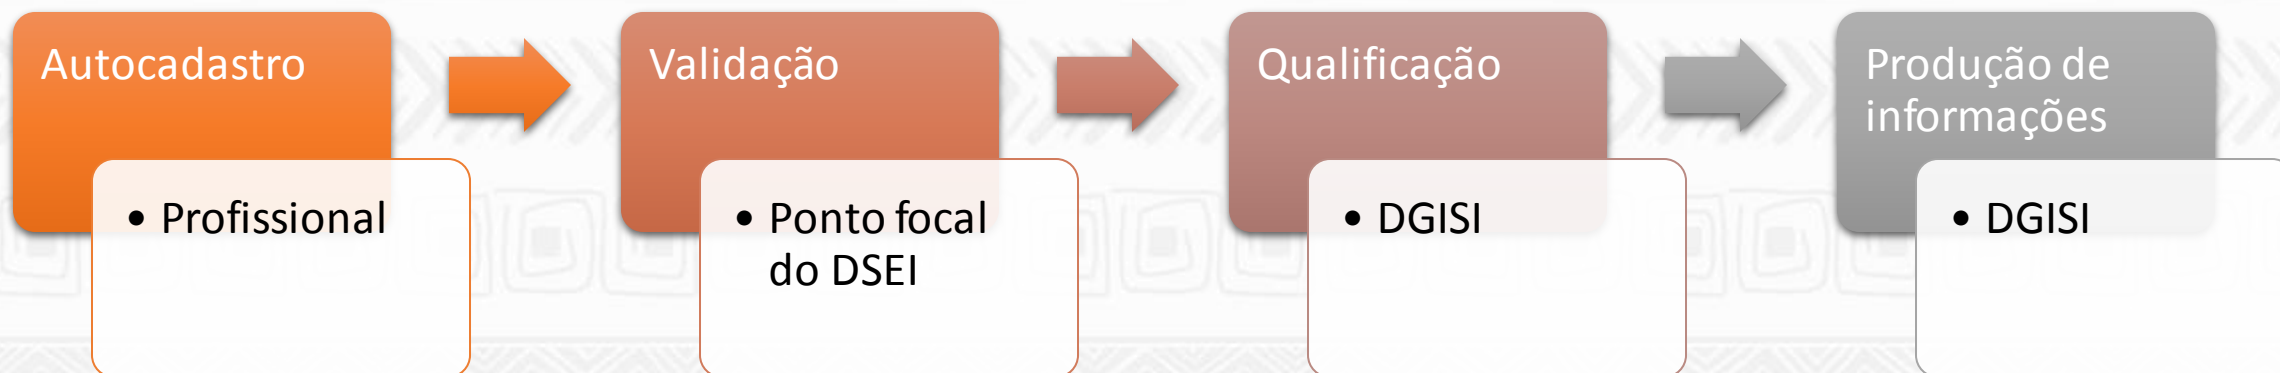 Autocadastro
• Profissional
Validação
• Ponto focal
do DSEI
Qualificação
• DGISI
Produção de
informações
• DGISI